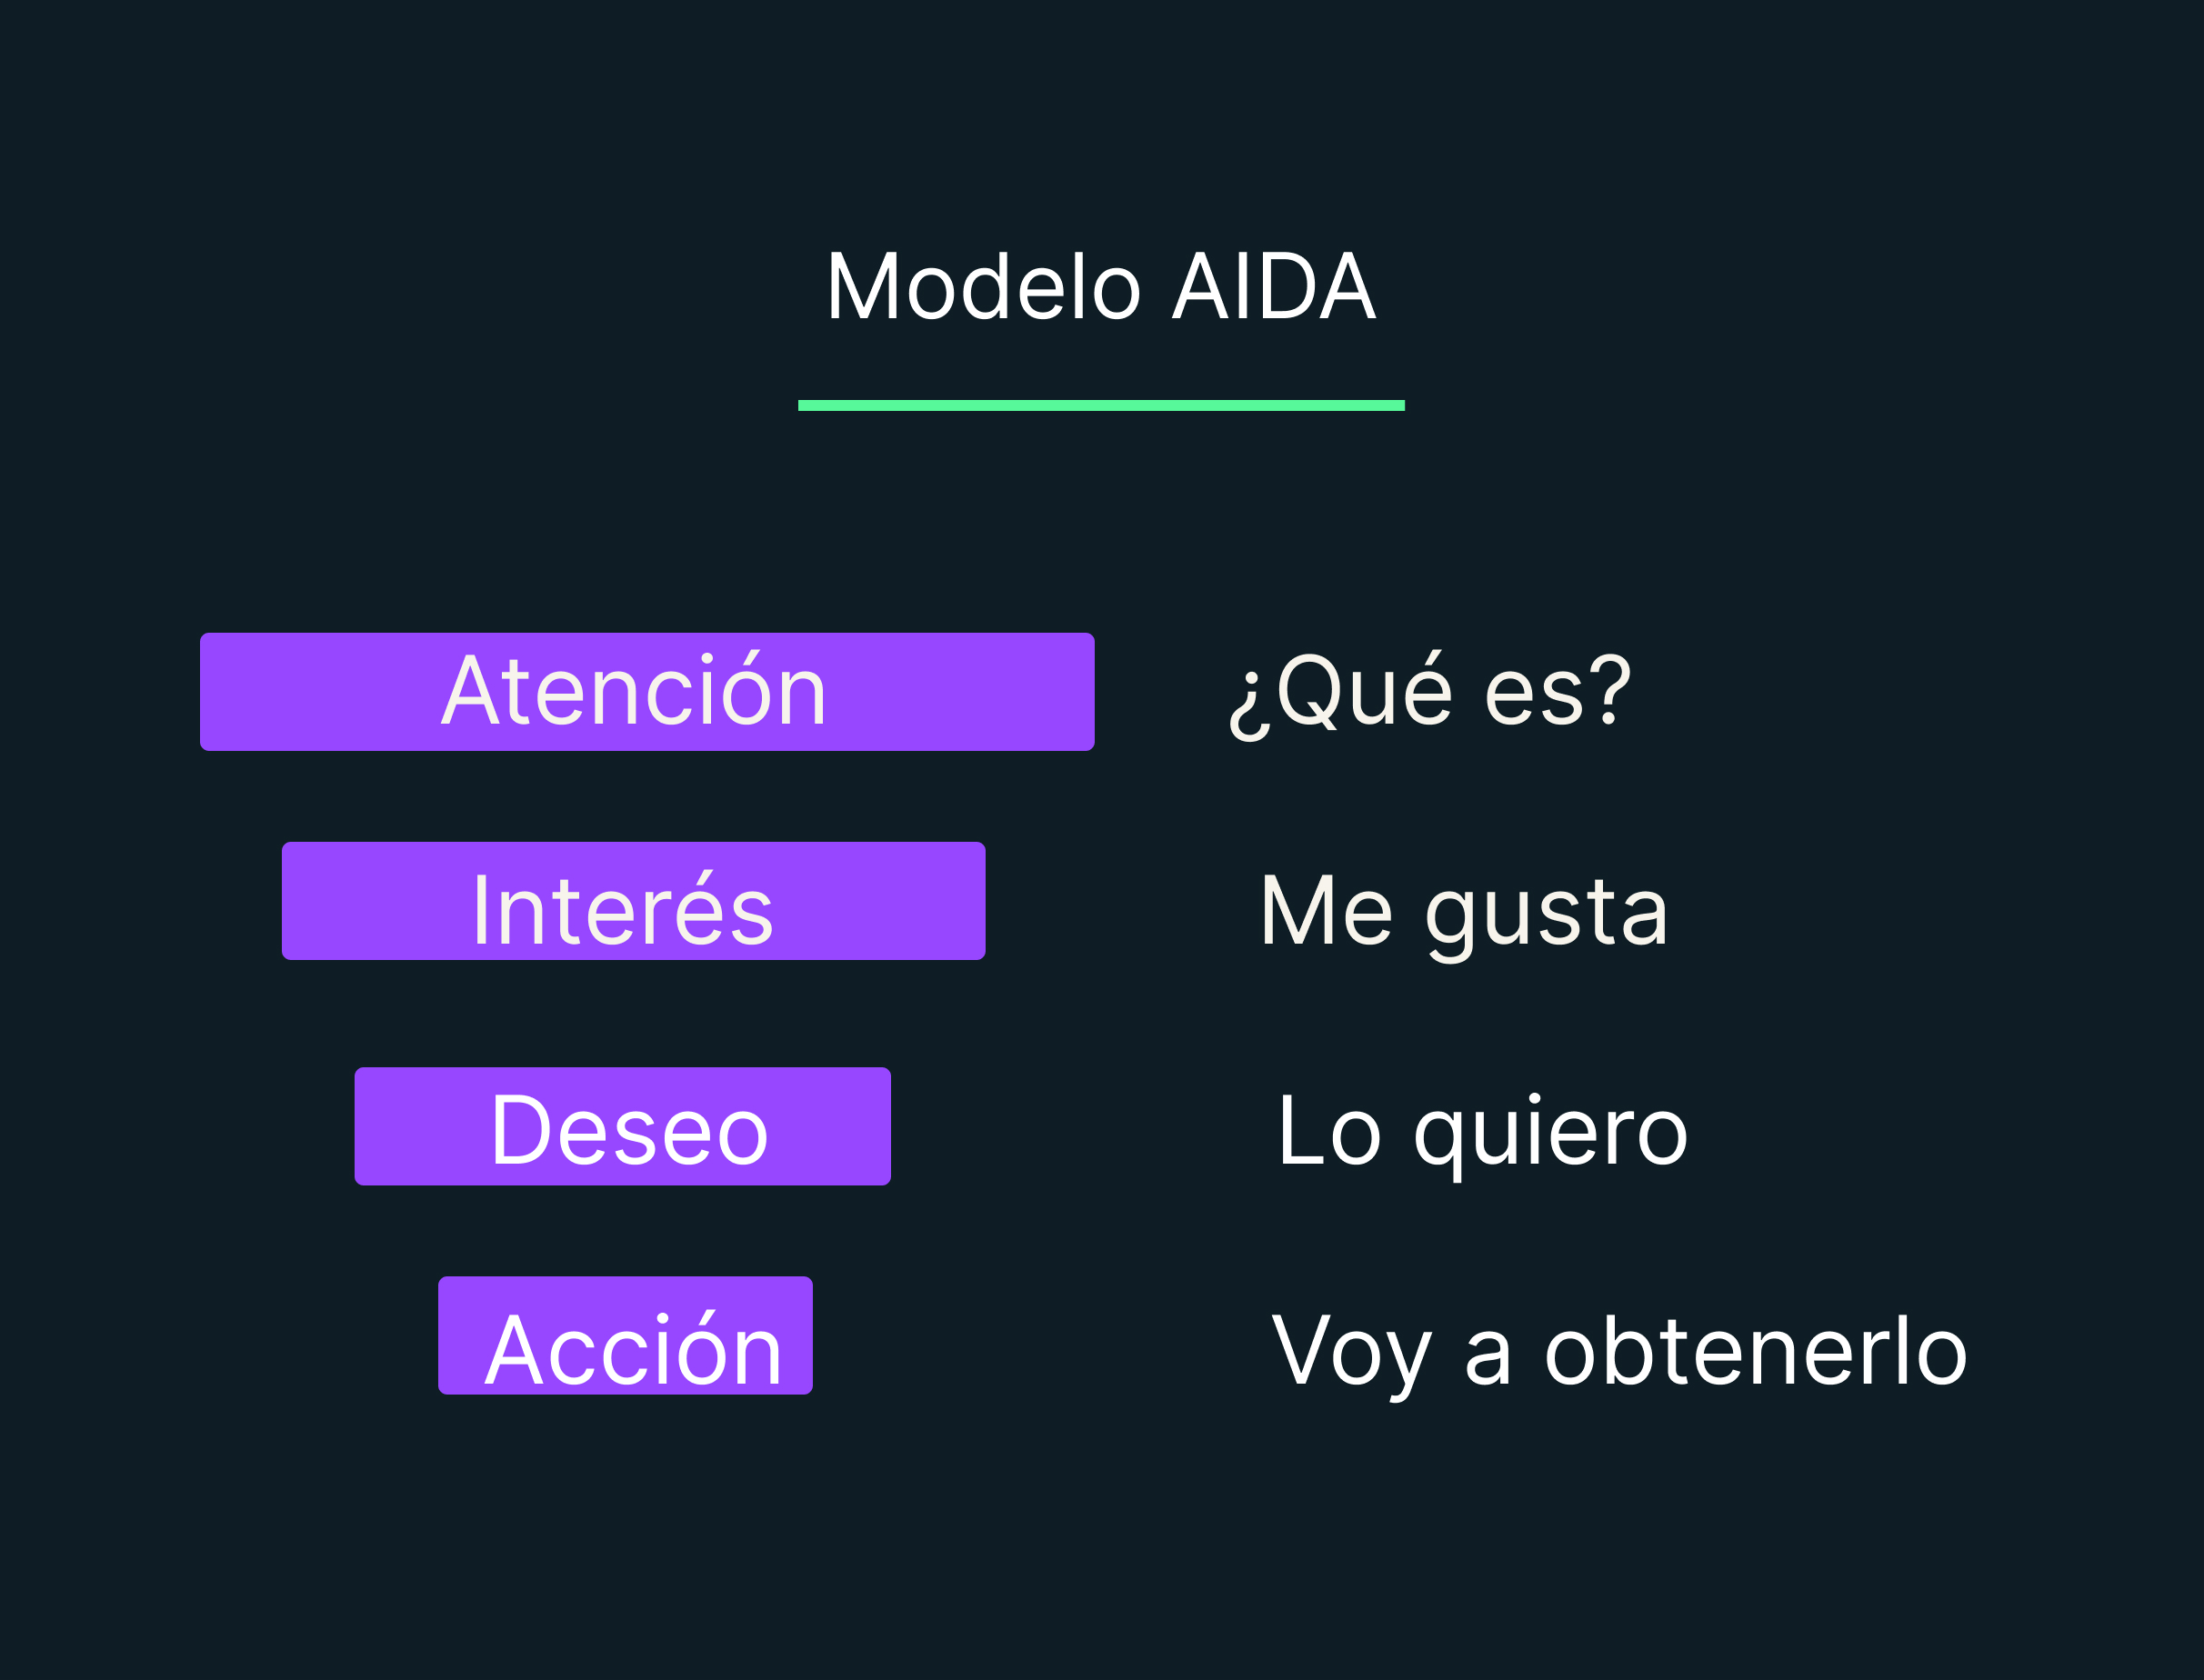 Modelo AIDA
Atención
¿Qué es?
Interés
Me gusta
Deseo
Lo quiero
Acción
Voy a obtenerlo